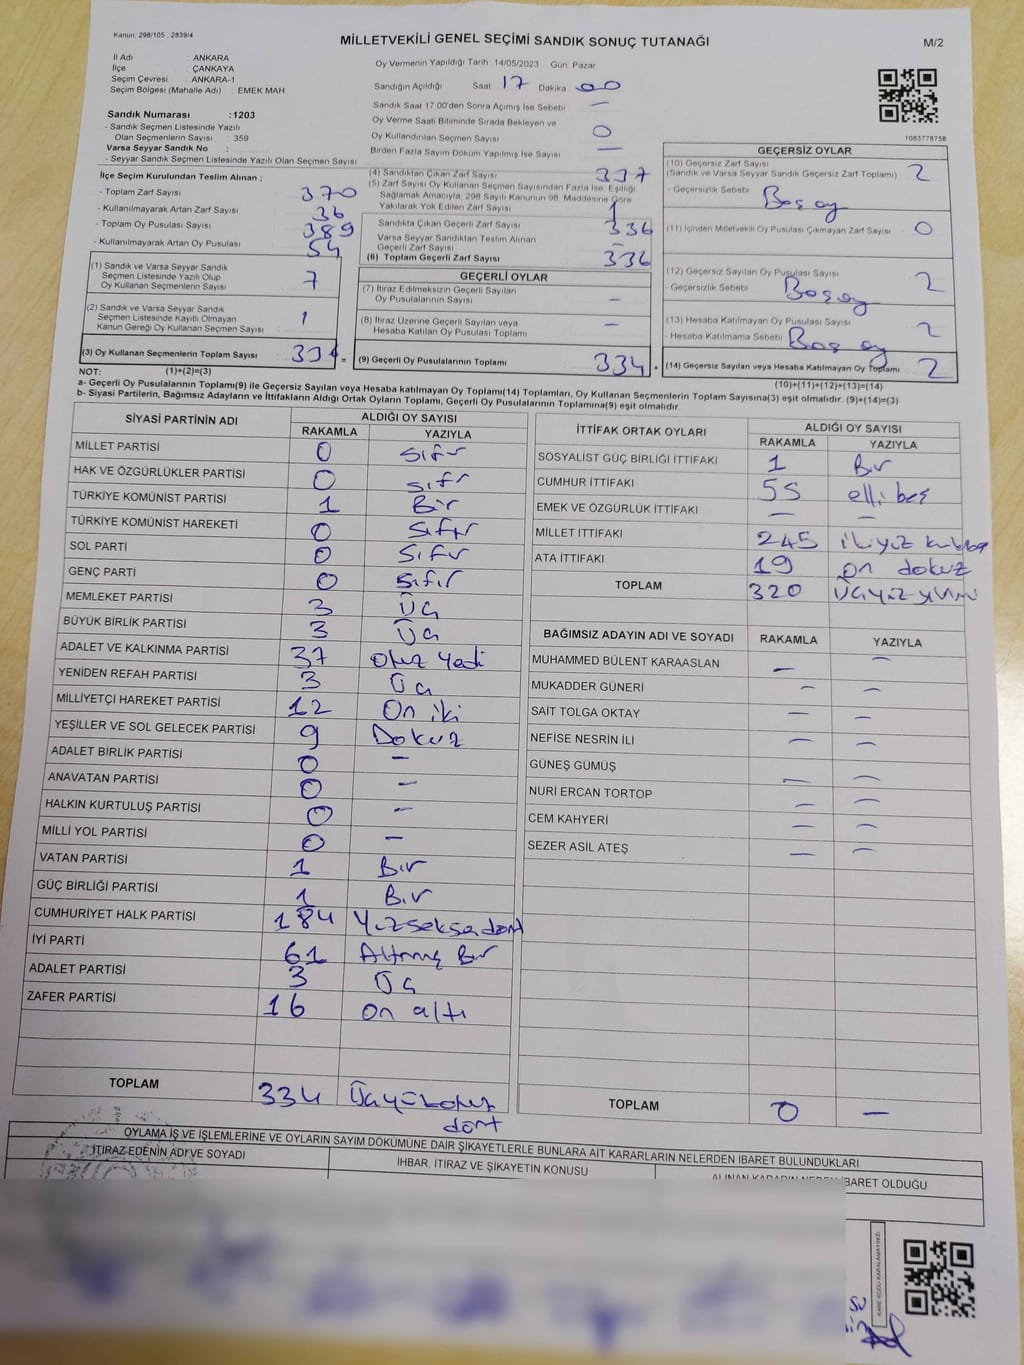 Kanun, 298/105 , 2839/4
MİLLETVEKİLİ GENEL SEÇİMİ SANDIK SONUÇ TUTANAĞI
M/2
İl Adı : ANKARA
İlçe : ÇANKAYA
Seçim Çevresi : ANKARA-1
Seçim Bölgesi (Mahalle Adı) : EMEK MAH
Sandık Numarası : 1203
- Sandık Seçmen Listesinde Yazılı
Olan Seçmenlerin Sayısı : 359
Varsa Seyyar Sandık No :
- Seyyar Sandık Seçmen Listesinde Yazılı Olan Seçmen Sayısı
Oy Vermenin Yapıldığı Tarih 14/05/2023 Gün: Pazar
Sandığın Açıldığı Saat 17 Dakika : 00
Sandık Saat 17:00'den Sonra Açılmış İse Sebebi : —
Oy Verme Saati Bitiminde Sırada Bekleyen ve
Oy Kullandırılan Seçmen Sayısı 0
Birden Fazla Sayım Döküm Yapılmış İse Sayısı —
1083778758
İlçe Seçim Kurulundan Teslim Alınan ;
- Toplam Zarf Sayısı 370
- Kullanılmayarak Artan Zarf Sayısı 36
- Toplam Oy Pusulası Sayısı 389
- Kullanılmayarak Artan Oy Pusulası 54
(1) Sandık ve Varsa Seyyar Sandık
Seçmen Listesinde Yazılı Olup
Oy Kullanan Seçmenlerin Sayısı 7
(2) Sandık ve Varsa Seyyar Sandık
Seçmen Listesinde Kayıtlı Olmayan
Kanun Gereği Oy Kullanan Seçmen Sayısı 1
(3) Oy Kullanan Seçmenlerin Toplam Sayısı =
(4) Sandıktan Çıkan Zarf Sayısı 337
(5) Zarf Sayısı Oy Kullanan Seçmen Sayısından Fazla İse, Eşitliği
Sağlamak Amacıyla, 298 Sayılı Kanunun 98. Maddesine Göre
Yakılarak Yok Edilen Zarf Sayısı 1
Sandıkta Çıkan Geçerli Zarf Sayısı 336
Varsa Seyyar Sandıktan Teslim Alınan
Geçerli Zarf Sayısı —
(6) Toplam Geçerli Zarf Sayısı 336
GEÇERLİ OYLAR
(7) İtiraz Edilmeksizin Geçerli Sayılan
Oy Pusulalarının Sayısı —
(8) İtiraz Üzerine Geçerli Sayılan veya
Hesaba Katılan Oy Pusulası Toplamı —
(9) Geçerli Oy Pusulalarının Toplamı 334 +
GEÇERSİZ OYLAR
(10) Geçersiz Zarf Sayısı
(Sandık ve Varsa Seyyar Sandık Geçersiz Zarf Toplamı) 2
- Geçersizlik Sebebi : Boş oy
(11) İçinden Milletvekili Oy Pusulası Çıkmayan Zarf Sayısı 0
(12) Geçersiz Sayılan Oy Pusulası Sayısı 2
- Geçersizlik Sebebi : Boş oy
(13) Hesaba Katılmayan Oy Pusulası Sayısı 2
- Hesaba Katılmama Sebebi : Boş oy
(14) Geçersiz Sayılan veya Hesaba Katılmayan Oy Toplamı 2
NOT: (1)+(2)=(3) (10)+(11)+(12)+(13)=(14)
a- Geçerli Oy Pusulalarının Toplamı(9) ile Geçersiz Sayılan veya Hesaba katılmayan Oy Toplamı(14) Toplamları, Oy Kullanan Seçmenlerin Toplam Sayısına(3) eşit olmalıdır. (9)+(14)=(3)
b- Siyasi Partilerin, Bağımsız Adayların ve İttifakların Aldığı Ortak Oyların Toplamı, Geçerli Oy Pusulalarının Toplamına(9) eşit olmalıdır.
SİYASİ PARTİNİN ADI ALDIĞI OY SAYISI
RAKAMLA YAZIYLA
MİLLET PARTİSİ 0 sıfır
HAK VE ÖZGÜRLÜKLER PARTİSİ 0 sıfır
TÜRKİYE KOMÜNİST PARTİSİ 1 Bir
TÜRKİYE KOMÜNİST HAREKETİ 0 sıfır
SOL PARTİ 0 sıfır
GENÇ PARTİ 0 sıfır
MEMLEKET PARTİSİ 3 Üç
BÜYÜK BİRLİK PARTİSİ 3 Üç
ADALET VE KALKINMA PARTİSİ 37 Otuz Yedi
YENİDEN REFAH PARTİSİ 3 Üç
MİLLİYETÇİ HAREKET PARTİSİ 12 On iki
YEŞİLLER VE SOL GELECEK PARTİSİ 9 Dokuz
ADALET BİRLİK PARTİSİ 0 —
ANAVATAN PARTİSİ 0 —
HALKIN KURTULUŞ PARTİSİ 0 —
MİLLİ YOL PARTİSİ 0 —
VATAN PARTİSİ 1 Bir
GÜÇ BİRLİĞİ PARTİSİ 1 Bir
CUMHURİYET HALK PARTİSİ 184 Yüzseksendört
İYİ PARTİ 61 Altmış Bir
ADALET PARTİSİ 3 Üç
ZAFER PARTİSİ 16 on altı
TOPLAM 334 Üçyüzotuz
dört
İTTİFAK ORTAK OYLARI ALDIĞI OY SAYISI
RAKAMLA YAZIYLA
SOSYALİST GÜÇ BİRLİĞİ İTTİFAKI 1 Bir
CUMHUR İTTİFAKI 55 elli beş
EMEK VE ÖZGÜRLÜK İTTİFAKI — —
MİLLET İTTİFAKI 245 ikiyüz
ATA İTTİFAKI 19 on dokuz
TOPLAM 320 Üçyüz yirmi
BAĞIMSIZ ADAYIN ADI VE SOYADI RAKAMLA YAZIYLA
MUHAMMED BÜLENT KARAASLAN — —
MUKADDER GÜNERİ — —
SAİT TOLGA OKTAY — —
NEFİSE NESRİN İLİ — —
GÜNEŞ GÜMÜŞ — —
NURİ ERCAN TORTOP — —
CEM KAHYERİ — —
SEZER ASİL ATEŞ — —
TOPLAM 0 —
OYLAMA İŞ VE İŞLEMLERİNE VE OYLARIN SAYIM DÖKÜMÜNE DAİR ŞİKAYETLERLE BUNLARA AİT KARARLARIN NELERDEN İBARET BULUNDUKLARI
İTİRAZ EDENİN ADI VE SOYADI
İHBAR, İTİRAZ VE ŞİKAYETİN KONUSU
ALINAN KARARIN NEDEN İBARET OLDUĞU
KARE KODU KARALAMAYINIZ!